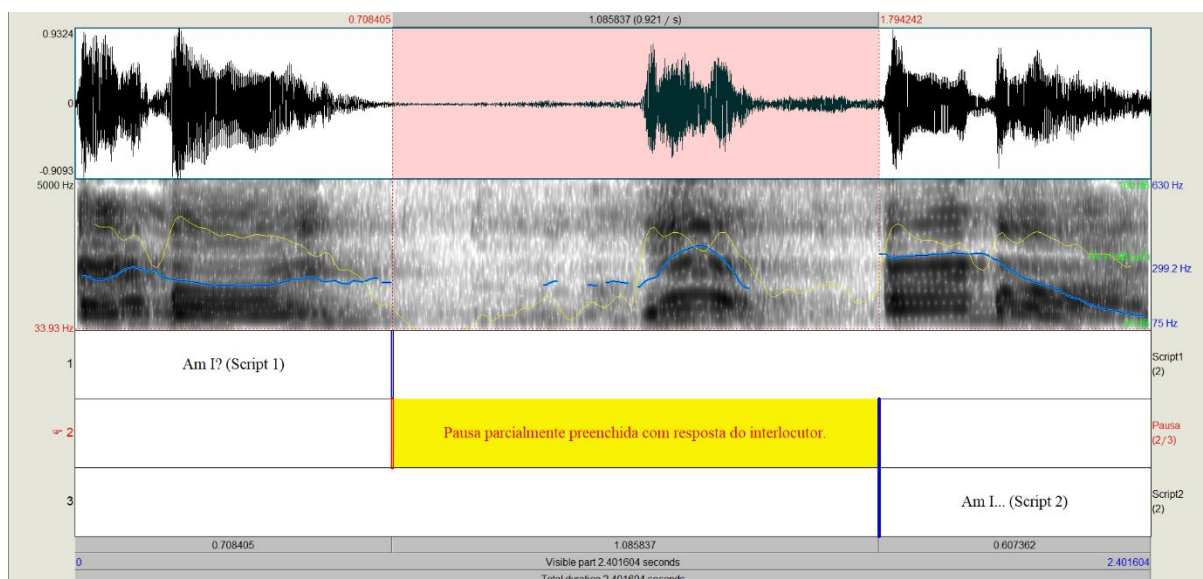 0.708405 1.085837 (0.921 / s) 1.794242
0.9324
0
-0.9093
5000 Hz 630 Hz
299.2 Hz
33.93 Hz 75 Hz
1 Am I? (Script 1) Script1
(2)
2 Pausa parcialmente preenchida com resposta do interlocutor. Pausa
(2/3)
3 Am I... (Script 2) Script2
(2)
0.708405 1.085837 0.607362
0 Visible part 2.401604 seconds 2.401604
Total duration 2.401604 seconds